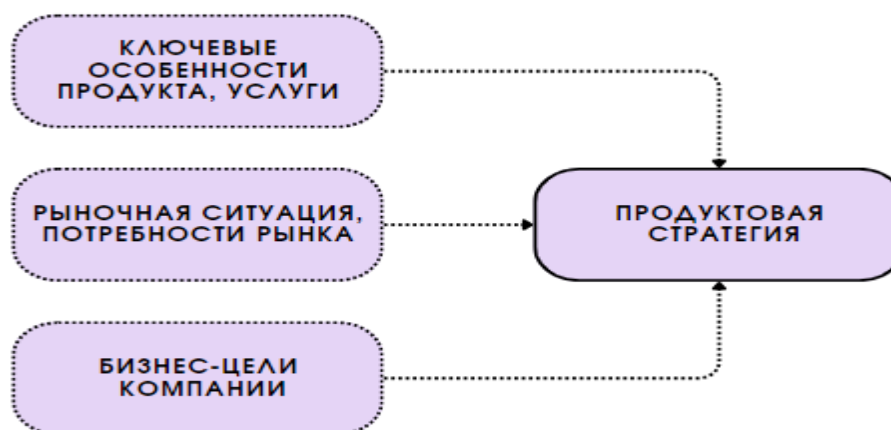 КЛЮЧЕВЫЕ
ОСОБЕННОСТИ
ПРОДУКТА, УСЛУГИ
РЫНОЧНАЯ СИТУАЦИЯ,
ПОТРЕБНОСТИ РЫНКА
ПРОДУКТОВАЯ
СТРАТЕГИЯ
БИЗНЕС-ЦЕЛИ
КОМПАНИИ